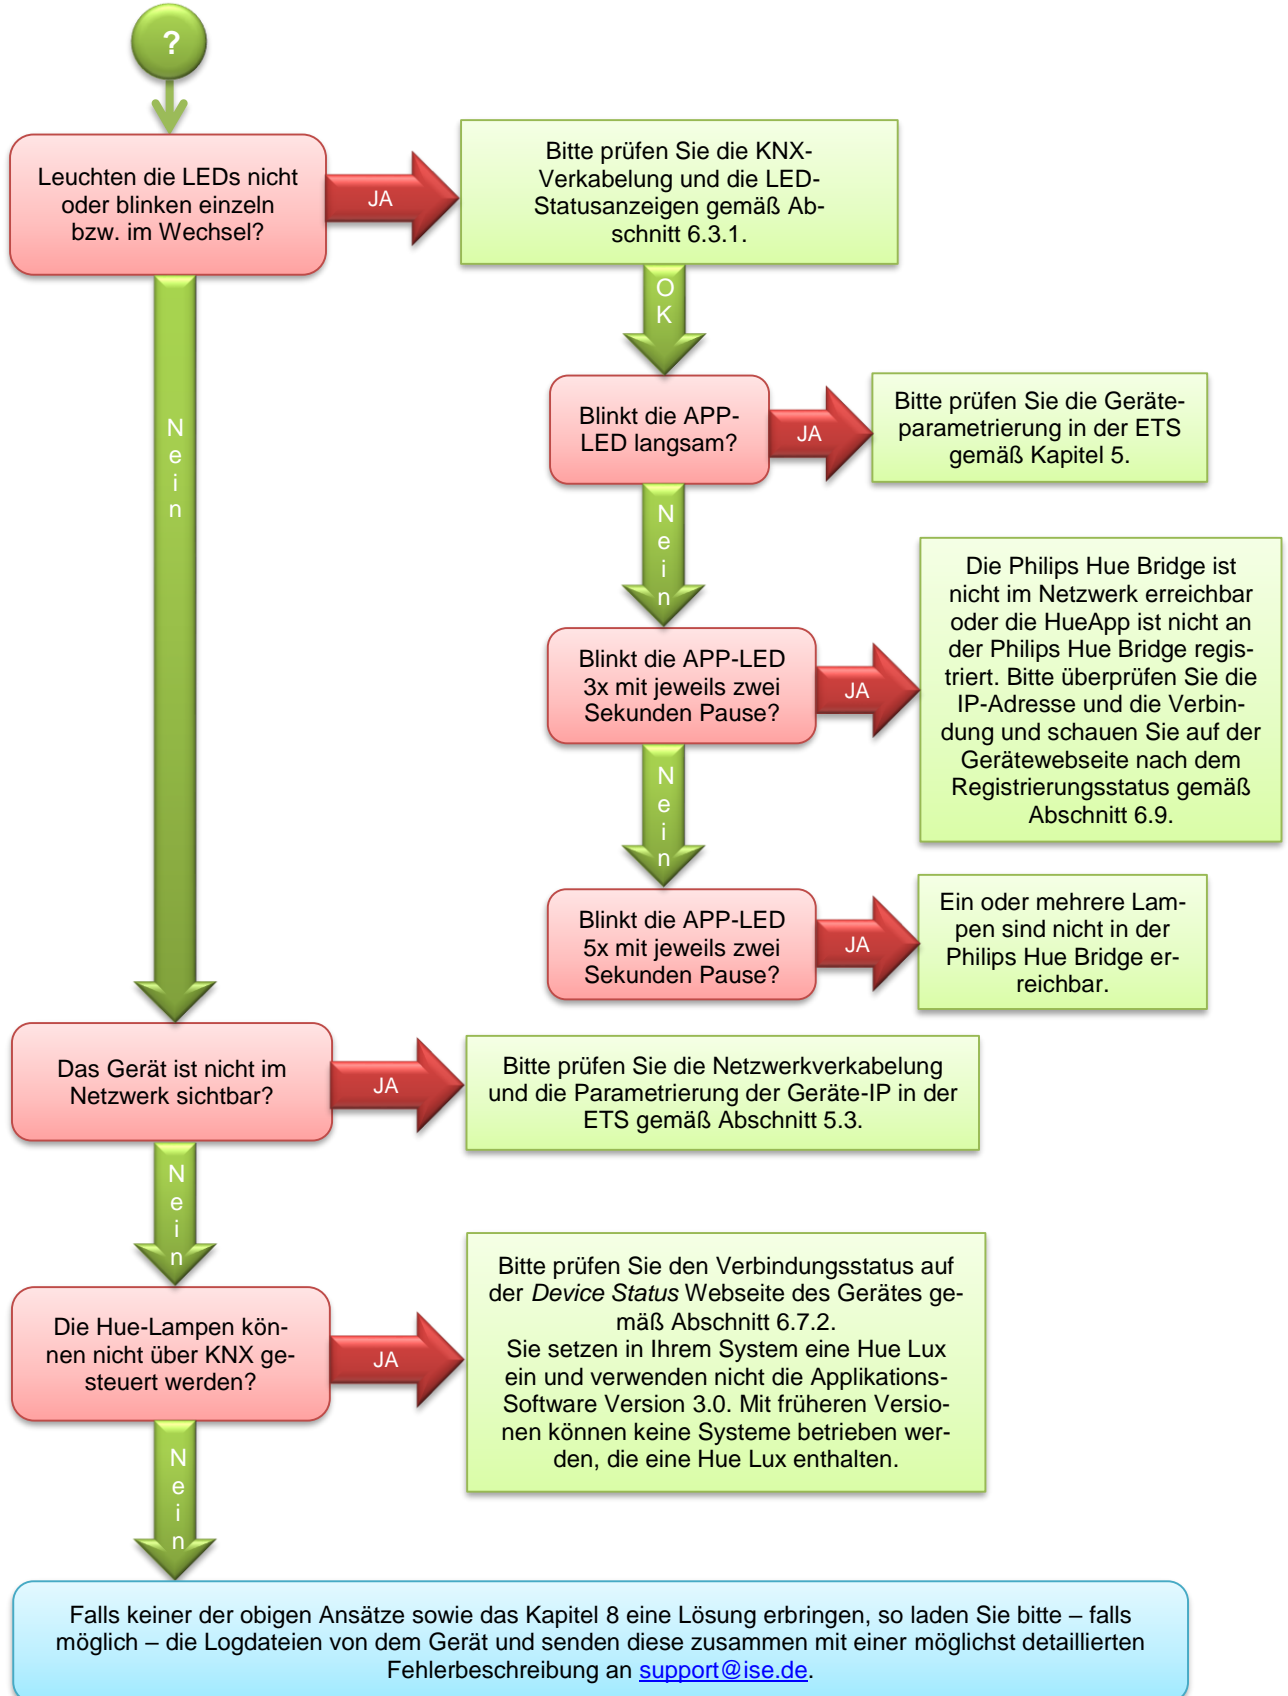 ?
Leuchten die LEDs nicht
oder blinken einzeln
bzw. im Wechsel?
JA
Bitte prüfen Sie die KNX-
Verkabelung und die LED-
Statusanzeigen gemäß Ab-
schnitt 6.3.1.
O
K
Blinkt die APP-
LED langsam?
JA
Bitte prüfen Sie die Geräte-
parametrierung in der ETS
gemäß Kapitel 5.
N
e
i
n
N
e
i
n
Blinkt die APP-LED
3x mit jeweils zwei
Sekunden Pause?
JA
Die Philips Hue Bridge ist
nicht im Netzwerk erreichbar
oder die HueApp ist nicht an
der Philips Hue Bridge regis-
triert. Bitte überprüfen Sie die
IP-Adresse und die Verbin-
dung und schauen Sie auf der
Gerätewebseite nach dem
Registrierungsstatus gemäß
Abschnitt 6.9.
N
e
i
n
Blinkt die APP-LED
5x mit jeweils zwei
Sekunden Pause?
JA
Ein oder mehrere Lam-
pen sind nicht in der
Philips Hue Bridge er-
reichbar.
Das Gerät ist nicht im
Netzwerk sichtbar?
JA
Bitte prüfen Sie die Netzwerkverkabelung
und die Parametrierung der Geräte-IP in der
ETS gemäß Abschnitt 5.3.
N
e
i
n
Die Hue-Lampen kön-
nen nicht über KNX ge-
steuert werden?
JA
Bitte prüfen Sie den Verbindungsstatus auf
der Device Status Webseite des Gerätes ge-
mäß Abschnitt 6.7.2.
Sie setzen in Ihrem System eine Hue Lux
ein und verwenden nicht die Applikations-
Software Version 3.0. Mit früheren Versio-
nen können keine Systeme betrieben wer-
den, die eine Hue Lux enthalten.
N
e
i
n
Falls keiner der obigen Ansätze sowie das Kapitel 8 eine Lösung erbringen, so laden Sie bitte – falls
möglich – die Logdateien von dem Gerät und senden diese zusammen mit einer möglichst detaillierten
Fehlerbeschreibung an support@ise.de.